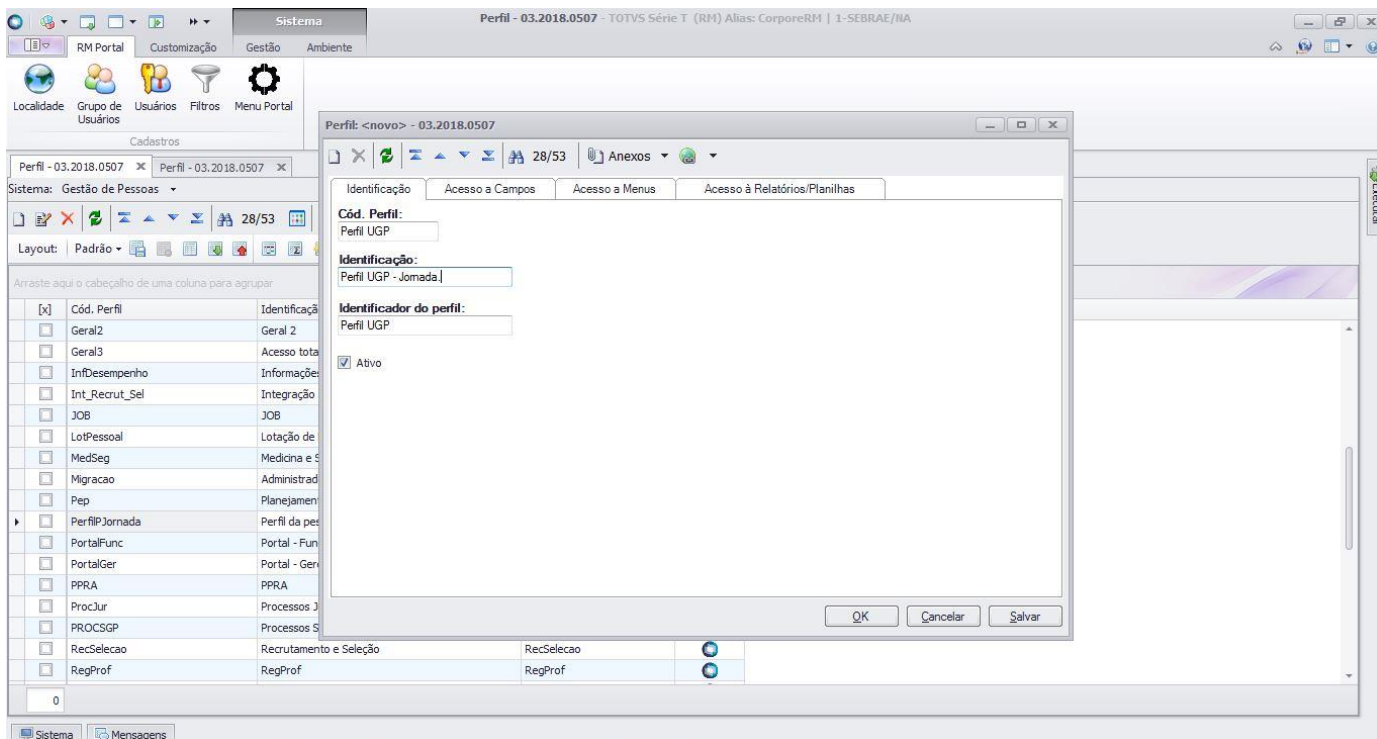 Sistema
Perfil - 03.2018.0507 - TOTVS Série T (RM) Alias: CorporeRM | 1-SEBRAE/NA
RM Portal Customização Gestão Ambiente
Localidade Grupo de Usuários Usuários Filtros Menu Portal
Cadastros
Perfil - 03.2018.0507 Perfil - 03.2018.0507
Sistema: Gestão de Pessoas
28/53
Layout: Padrão
Arraste aqui o cabeçalho de uma coluna para agrupar
[x] Cód. Perfil Identificaçã
Geral2 Geral 2
Geral3 Acesso tota
InfDesempenho Informações
Int_Recrut_Sel Integração
JOB JOB
LotPessoal Lotação de
MedSeg Medicina e S
Migracao Administrad
Pep Planejamen
PerfilPJornada Perfil da pes
PortalFunc Portal - Fun
PortalGer Portal - Ger
PPRA PPRA
ProcJur Processos J
PROCSGP Processos S
RecSelecao Recrutamento e Seleção RecSelecao
RegProf RegProf RegProf
0
Sistema Mensagens
Executar
Perfil: <novo> - 03.2018.0507
28/53 Anexos
Identificação Acesso a Campos Acesso a Menus Acesso à Relatórios/Planilhas
Cód. Perfil:
Perfil UGP
Identificação:
Perfil UGP - Jornada.
Identificador do perfil:
Perfil UGP
Ativo
OK Cancelar Salvar